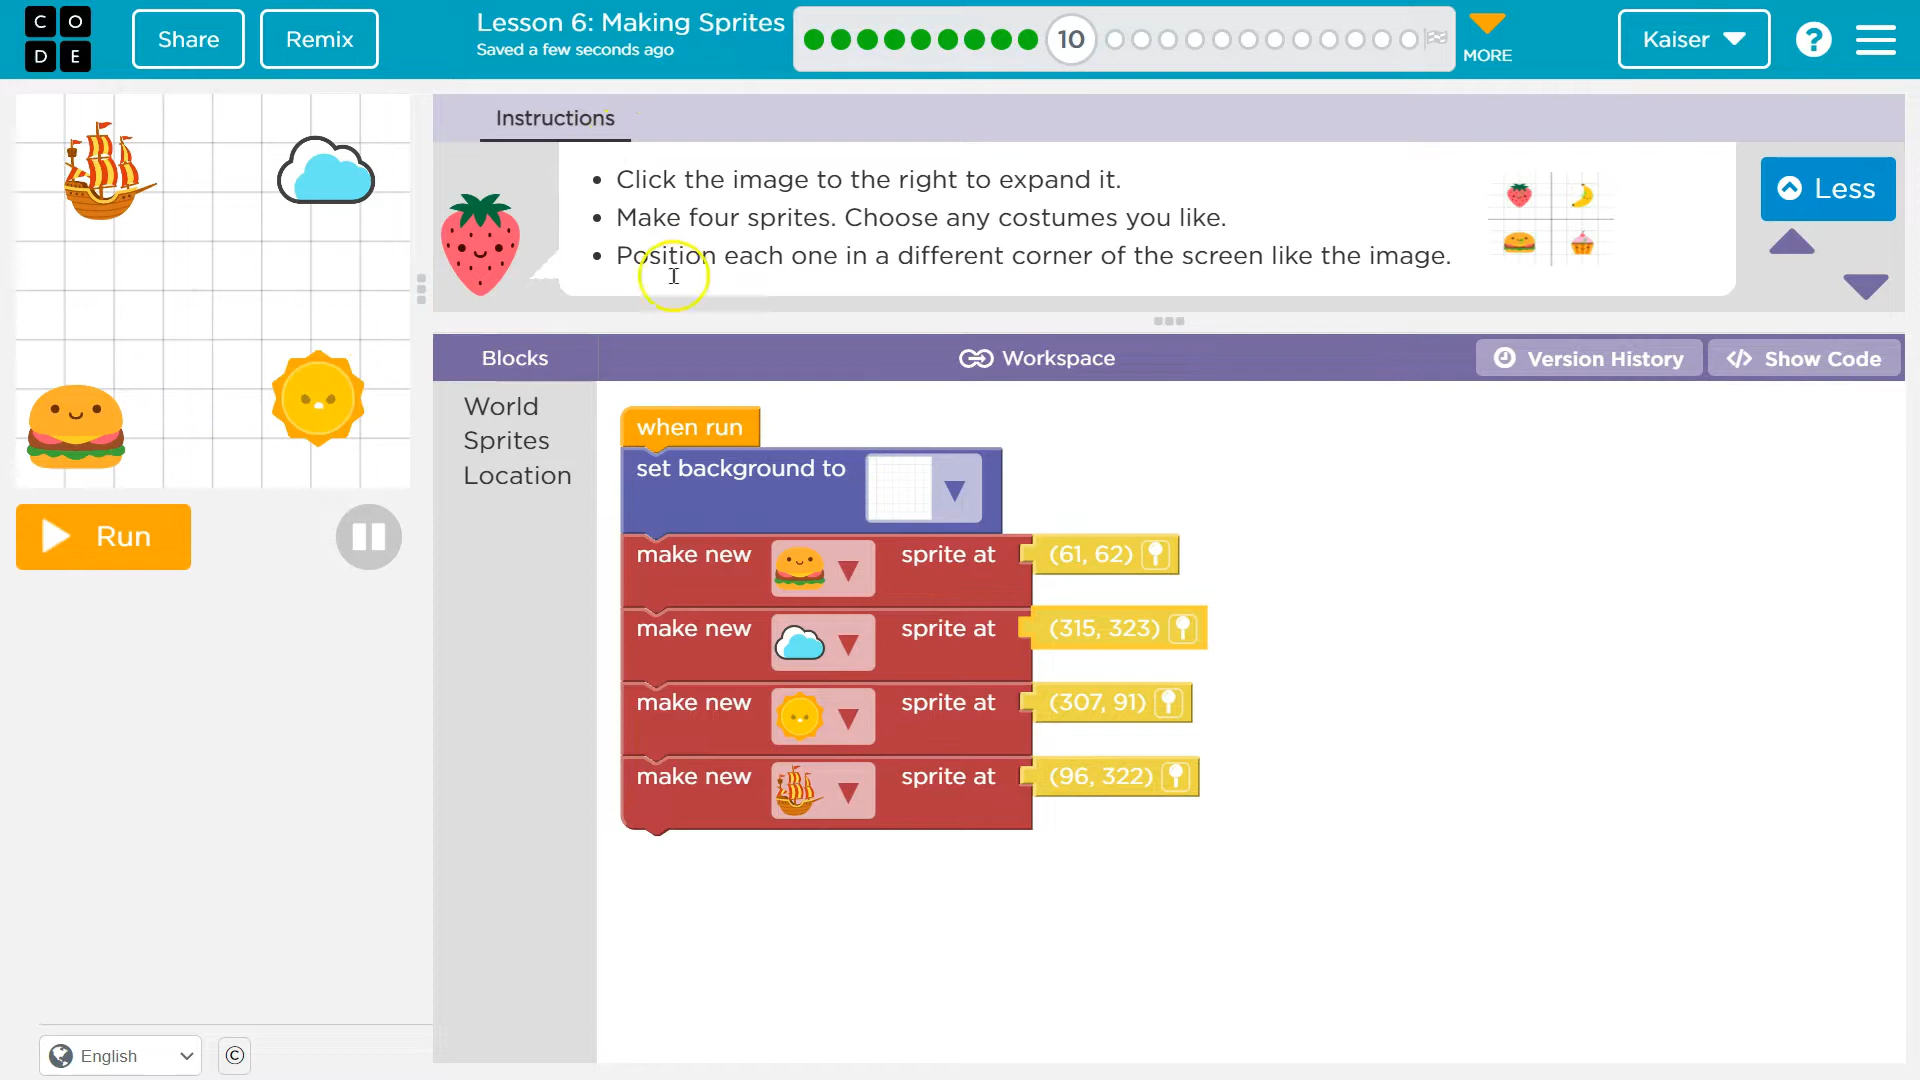 CODE
Share
Remix
Lesson 6: Making Sprites
Saved a few seconds ago
10
MORE
Kaiser
?
Instructions
• Click the image to the right to expand it.
• Make four sprites. Choose any costumes you like.
• Position each one in a different corner of the screen like the image.
Less
Blocks
Workspace
Version History
</> Show Code
World
Sprites
Location
Run
when run
set background to
make new sprite at (61, 62)
make new sprite at (315, 323)
make new sprite at (307, 91)
make new sprite at (96, 322)
English
©